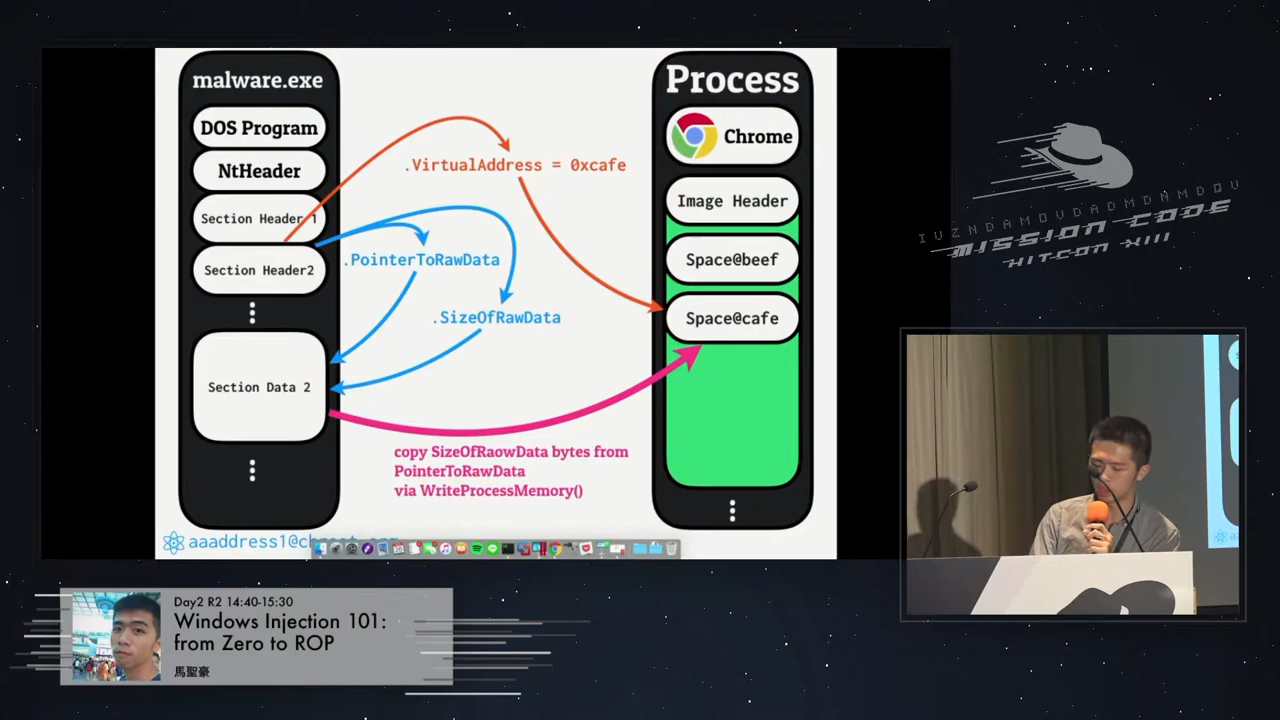 malware.exe
DOS Program
NtHeader
Section Header 1
Section Header2
Section Data 2
.VirtualAddress = 0xcafe
.PointerToRawData
.SizeOfRawData
copy SizeOfRaowData bytes from
PointerToRawData
via WriteProcessMemory()
Process
Chrome
Image Header
Space@beef
Space@cafe
IVZNDAMOVDADMDAHMDQV
MISSION CODE
HITCON XIII
Day2 R2 14:40-15:30
Windows Injection 101:
from Zero to ROP
馬聖豪